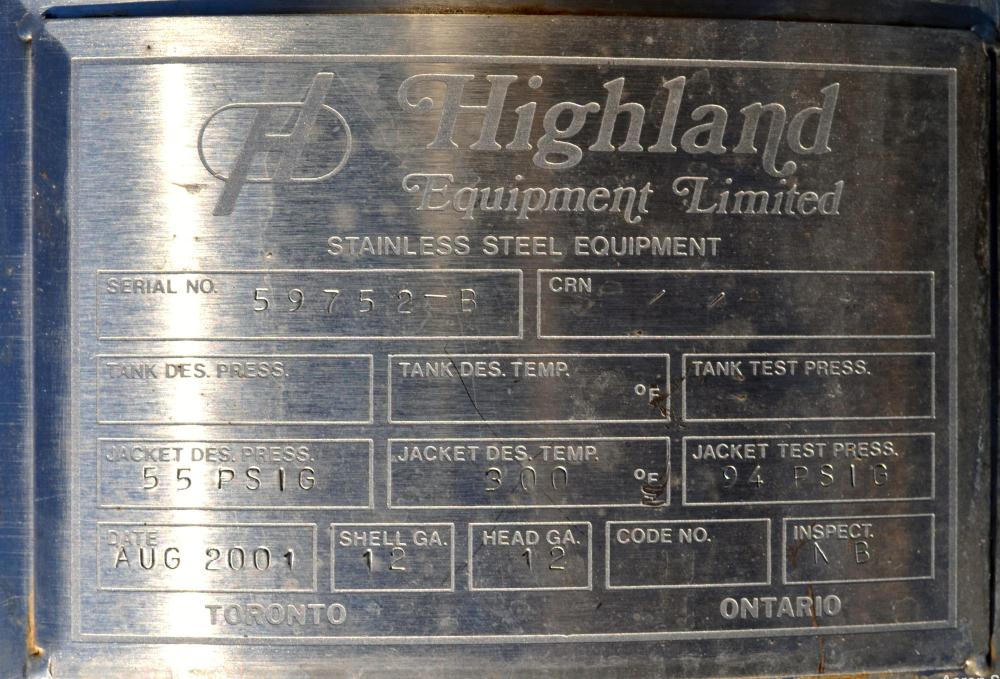 Highland
Equipment Limited
STAINLESS STEEL EQUIPMENT
SERIAL NO. 59752-B CRN / /
TANK DES. PRESS. TANK DES. TEMP. °F TANK TEST PRESS.
JACKET DES. PRESS. JACKET DES. TEMP. JACKET TEST PRESS.
55 PSIG 300 °F 94 PSIG
DATE SHELL GA. HEAD GA. CODE NO. INSPECT.
AUG 2001 12 12 B
TORONTO ONTARIO